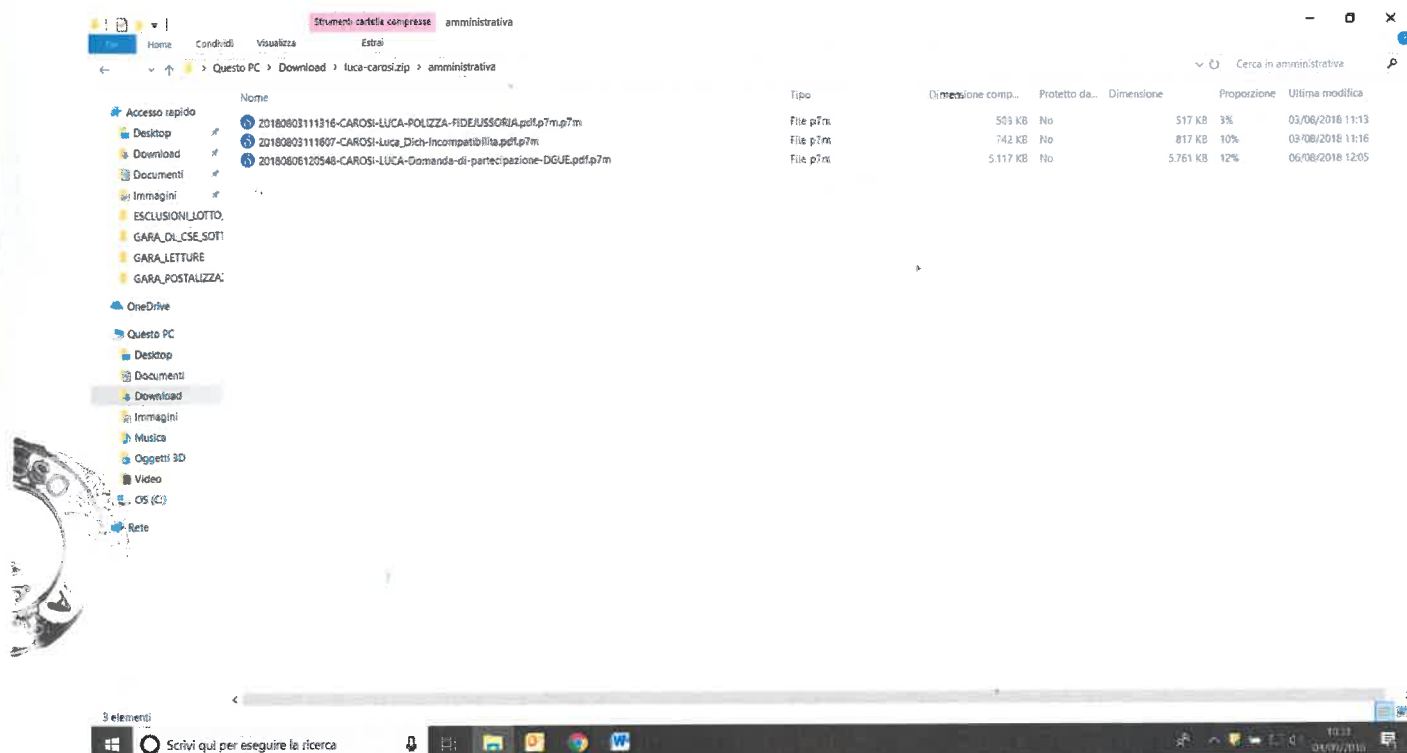 Strumenti cartelle compresse amministrativa
File Home Condividi Visualizza Estrai
> Questo PC > Download > luca-carosi.zip > amministrativa
Cerca in amministrativa
Nome Tipo Dimensione comp... Protetto da... Dimensione Proporzione Ultima modifica
20180803111316-CAROSI-LUCA-POLIZZA-FIDEJUSSORIA.pdf.p7m.p7m File p7m 503 KB No 517 KB 3% 03/08/2018 11:13
20180803111607-CAROSI-Luca_Dich-Incompatibilita.pdf.p7m File p7m 742 KB No 817 KB 10% 03/08/2018 11:16
20180806120548-CAROSI-LUCA-Domanda-di-partecipazione-DGUE.pdf.p7m File p7m 5.117 KB No 5.761 KB 12% 06/08/2018 12:05
Accesso rapido
Desktop
Download
Documenti
Immagini
ESCLUSIONI_LOTTO_
GARA_DL_CSE_SOTT
GARA_LETTURE
GARA_POSTALIZZA
OneDrive
Questo PC
Desktop
Documenti
Download
Immagini
Musica
Oggetti 3D
Video
OS (C:)
Rete
3 elementi
Scrivi qui per eseguire la ricerca